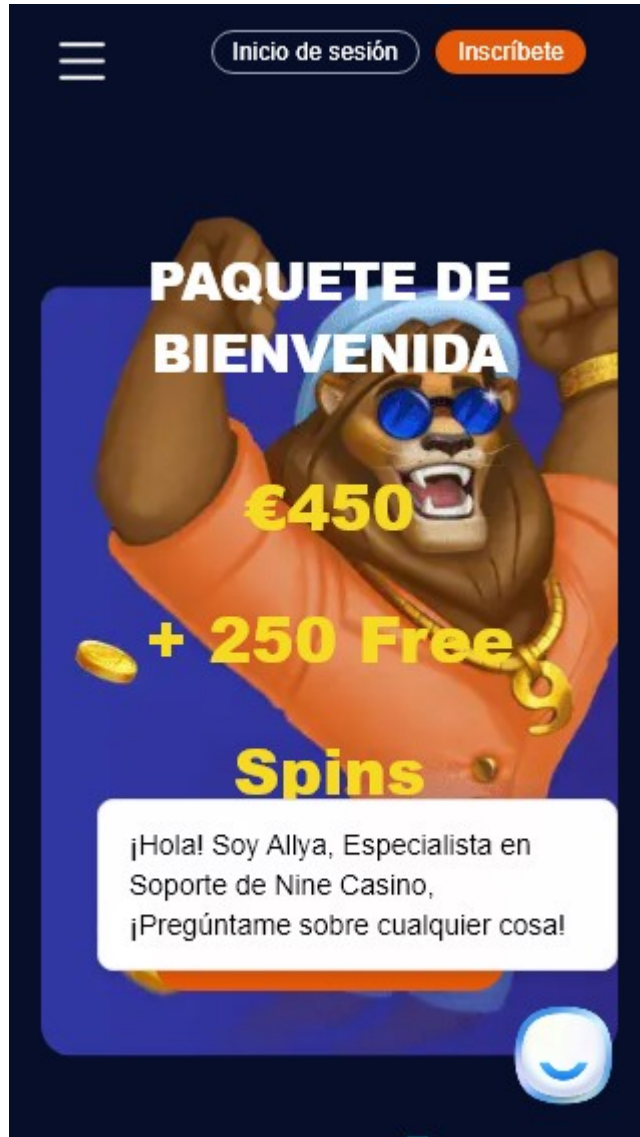 Inicio de sesión
Inscríbete
PAQUETE DE
BIENVENIDA
€450
+ 250 Free
Spins
¡Hola! Soy Allya, Especialista en
Soporte de Nine Casino,
¡Pregúntame sobre cualquier cosa!